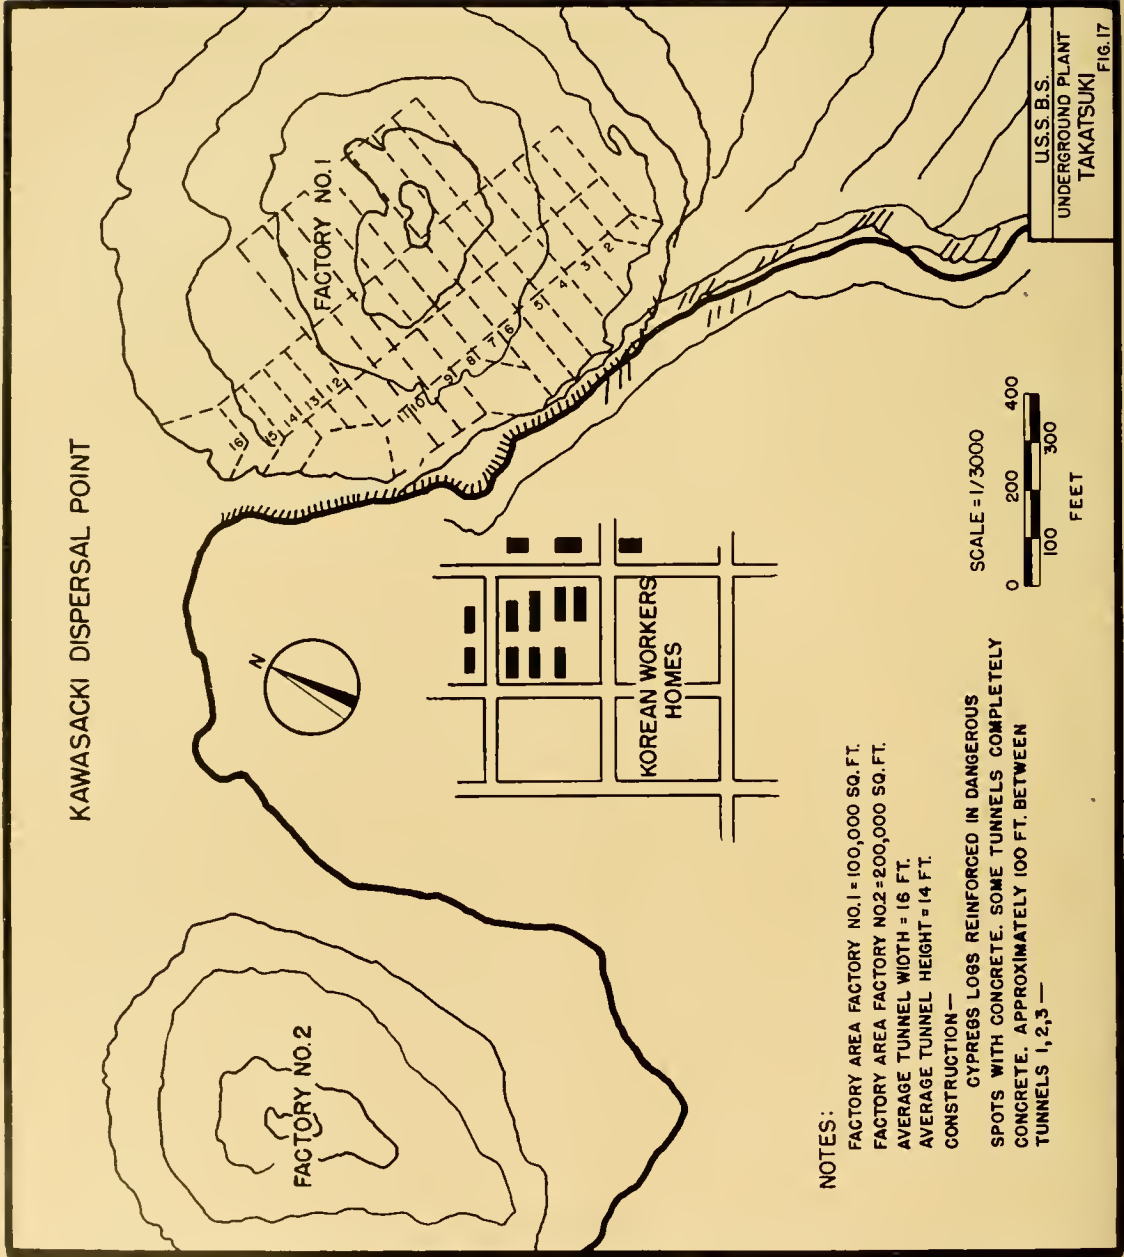 KAWASACKI DISPERSAL POINT
FACTORY NO. 2
FACTORY NO. 1
N
16
15
14
13
12
11
10
9
8
7
6
5
4
3
2
KOREAN WORKERS
HOMES
NOTES:
FACTORY AREA FACTORY NO. 1 = 100,000 SQ. FT.
FACTORY AREA FACTORY NO. 2 = 200,000 SQ. FT.
AVERAGE TUNNEL WIDTH = 16 FT.
AVERAGE TUNNEL HEIGHT = 14 FT.
CONSTRUCTION —
CYPRESS LOGS REINFORCED IN DANGEROUS
SPOTS WITH CONCRETE. SOME TUNNELS COMPLETELY
CONCRETE. APPROXIMATELY 100 FT. BETWEEN
TUNNELS 1, 2, 3 —
SCALE = 1/3000
0 200 400
100 300
FEET
U.S.S.B.S.
UNDERGROUND PLANT
TAKATSUKI
FIG. 17